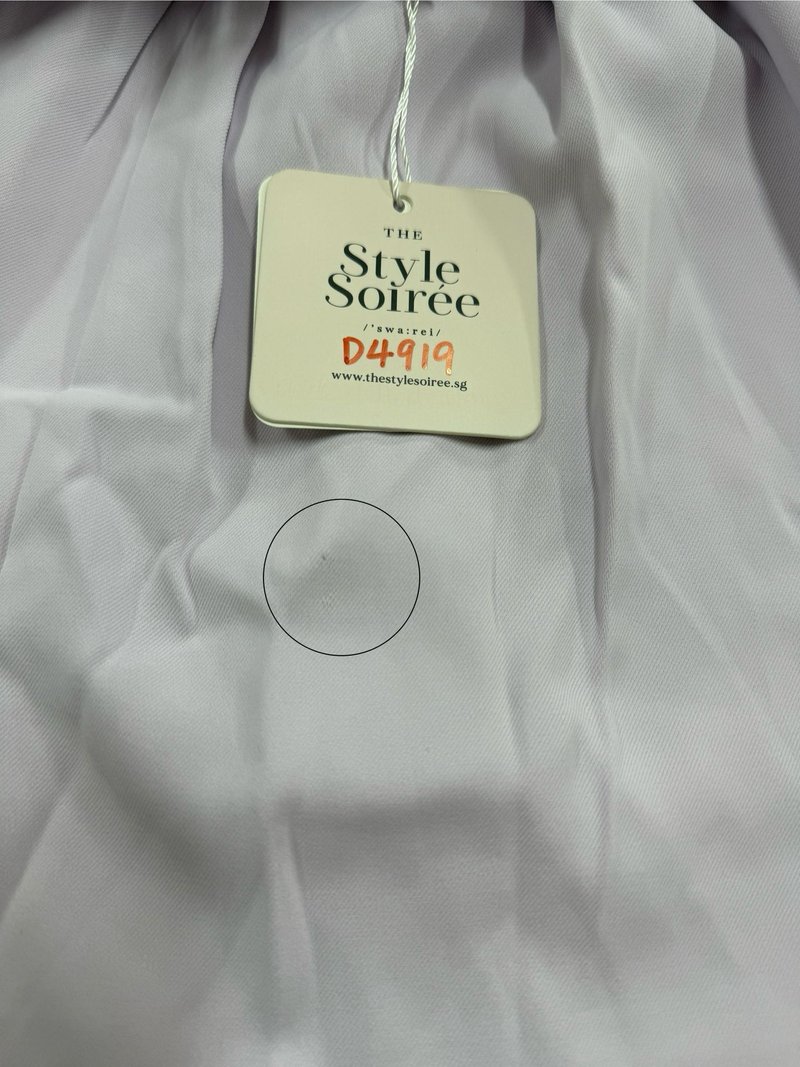 THE
Style
Soirée
/'swa:rei/
D4919
www.thestylesoiree.sg